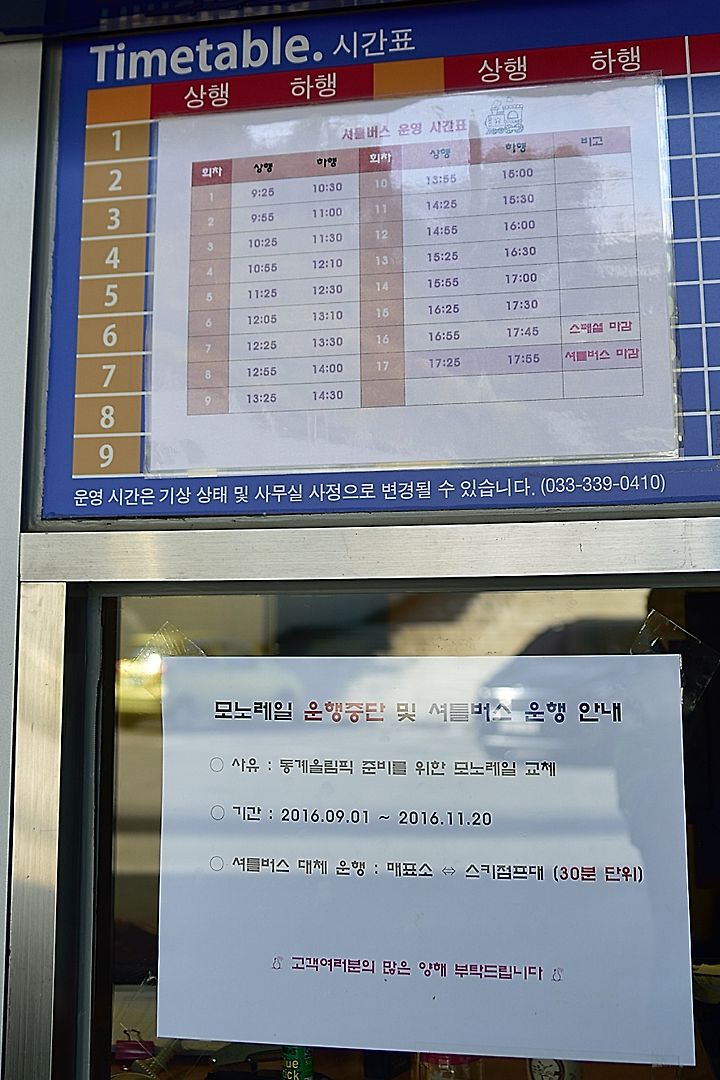 Timetable. 시간표
상행 하행 상행 하행
셔틀버스 운영 시간표
회차 상행 하행 회차 상행 하행 비고
1 9:25 10:30 10 13:55 15:00
2 9:55 11:00 11 14:25 15:30
3 10:25 11:30 12 14:55 16:00
4 10:55 12:10 13 15:25 16:30
5 11:25 12:30 14 15:55 17:00
6 12:05 13:10 15 16:25 17:30
7 12:25 13:30 16 16:55 17:45 스페셜 마감
8 12:55 14:00 17 17:25 17:55 셔틀버스 마감
9 13:25 14:30
1
2
3
4
5
6
7
8
9
운영 시간은 기상 상태 및 사무실 사정으로 변경될 수 있습니다. (033-339-0410)
모노레일 운행중단 및 셔틀버스 운행 안내
○ 사유 : 동계올림픽 준비를 위한 모노레일 교체
○ 기간 : 2016.09.01 ~ 2016.11.20
○ 셔틀버스 대체 운행 : 매표소 ⇔ 스키점프대 (30분 단위)
고객여러분의 많은 양해 부탁드립니다